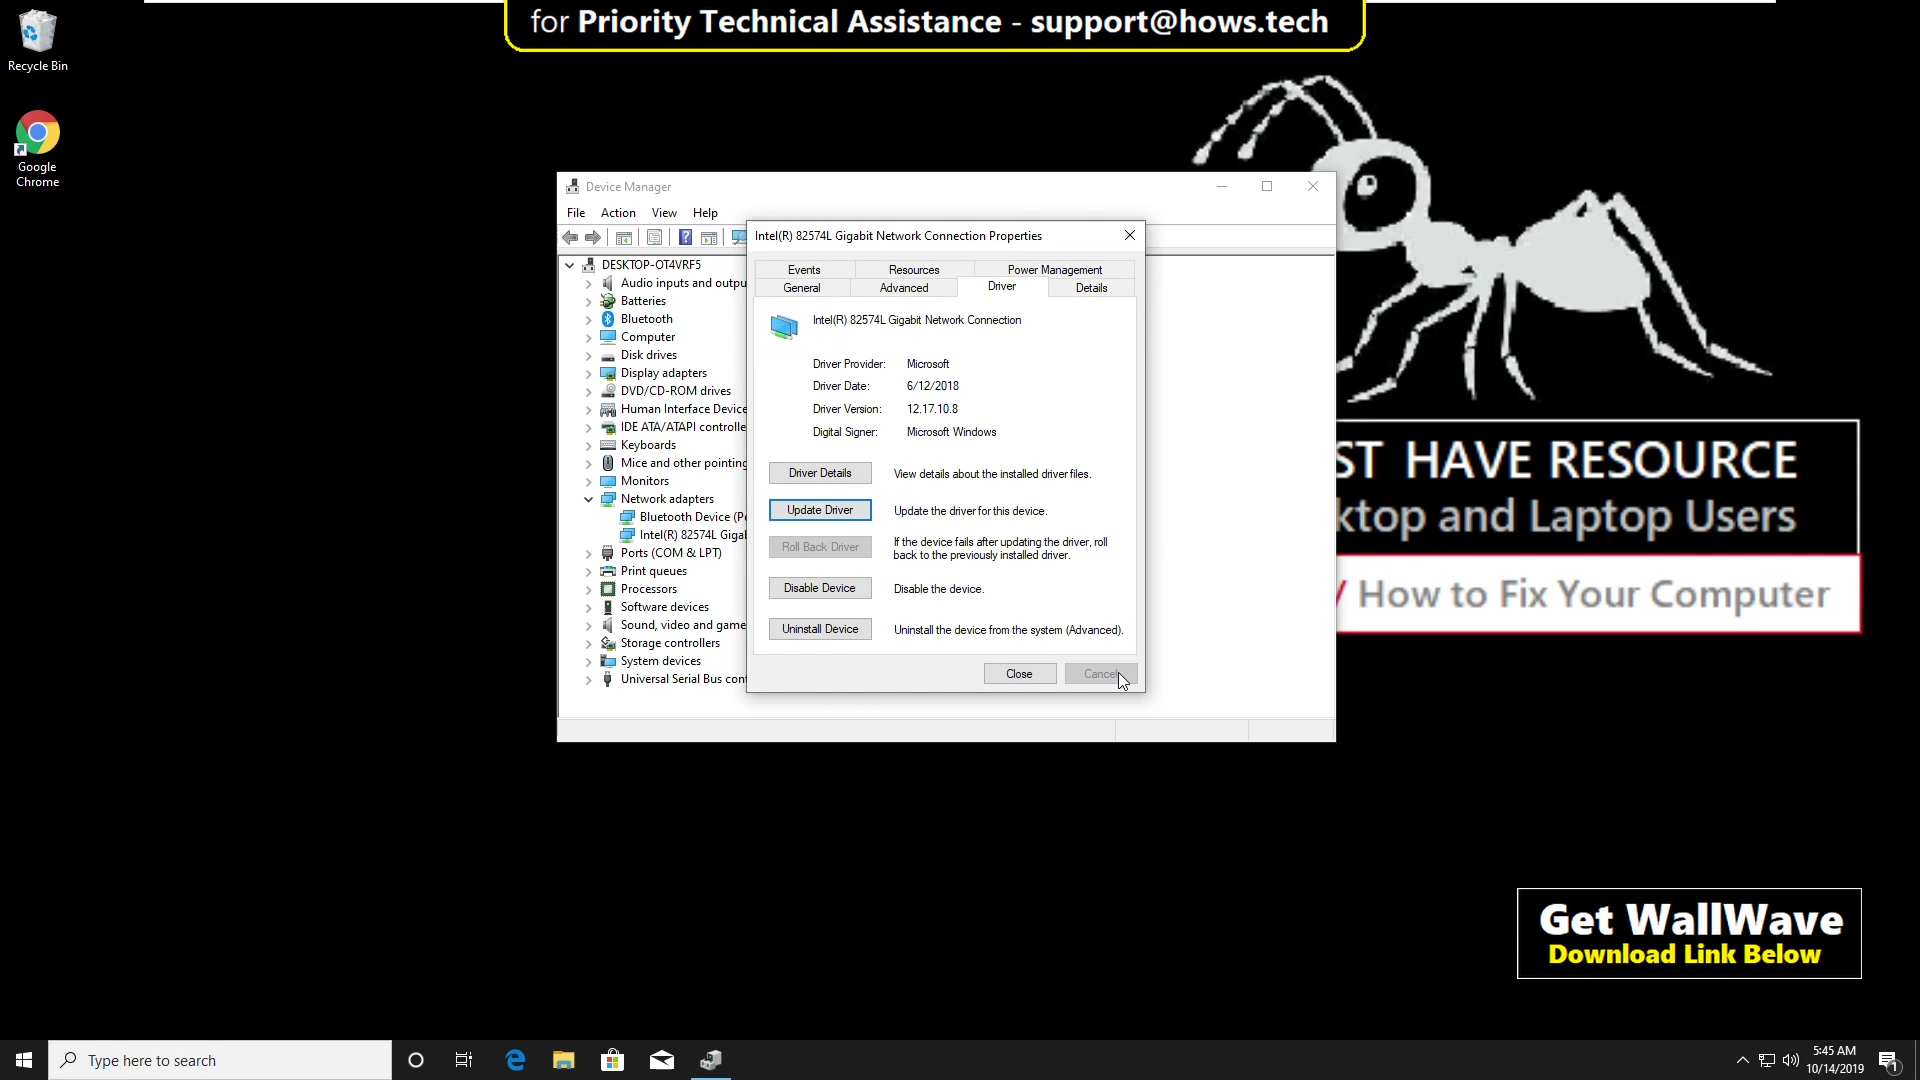 for Priority Technical Assistance - support@hows.tech
Recycle Bin
Google
Chrome
Device Manager
File Action View Help
DESKTOP-OT4VRF5
Audio inputs and outpu
Batteries
Bluetooth
Computer
Disk drives
Display adapters
DVD/CD-ROM drives
Human Interface Device
IDE ATA/ATAPI controlle
Keyboards
Mice and other pointing
Monitors
Network adapters
Bluetooth Device (Pe
Intel(R) 82574L Gigab
Ports (COM & LPT)
Print queues
Processors
Software devices
Sound, video and game
Storage controllers
System devices
Universal Serial Bus cont
Intel(R) 82574L Gigabit Network Connection Properties
Events Resources Power Management
General Advanced Driver Details
Intel(R) 82574L Gigabit Network Connection
Driver Provider: Microsoft
Driver Date: 6/12/2018
Driver Version: 12.17.10.8
Digital Signer: Microsoft Windows
Driver Details View details about the installed driver files.
Update Driver Update the driver for this device.
Roll Back Driver If the device fails after updating the driver, roll
back to the previously installed driver.
Disable Device Disable the device.
Uninstall Device Uninstall the device from the system (Advanced).
Close Cancel
ST HAVE RESOURCE
ktop and Laptop Users
/ How to Fix Your Computer
Get WallWave
Download Link Below
Type here to search
5:45 AM
10/14/2019
1